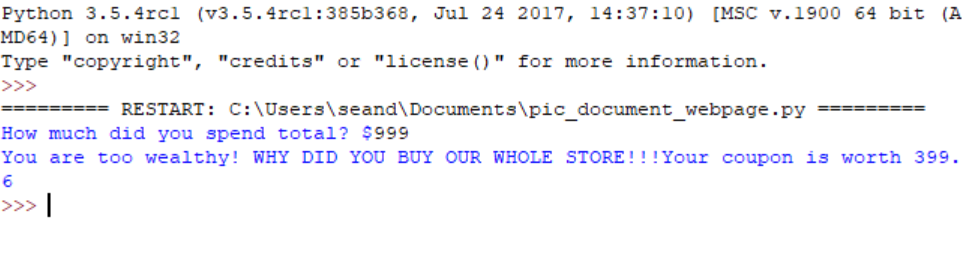 Python 3.5.4rc1 (v3.5.4rc1:385b368, Jul 24 2017, 14:37:10) [MSC v.1900 64 bit (A
MD64)] on win32
Type "copyright", "credits" or "license()" for more information.
>>>
========= RESTART: C:\Users\seand\Documents\pic_document_webpage.py =========
How much did you spend total? $999
You are too wealthy! WHY DID YOU BUY OUR WHOLE STORE!!!Your coupon is worth 399.
6
>>>